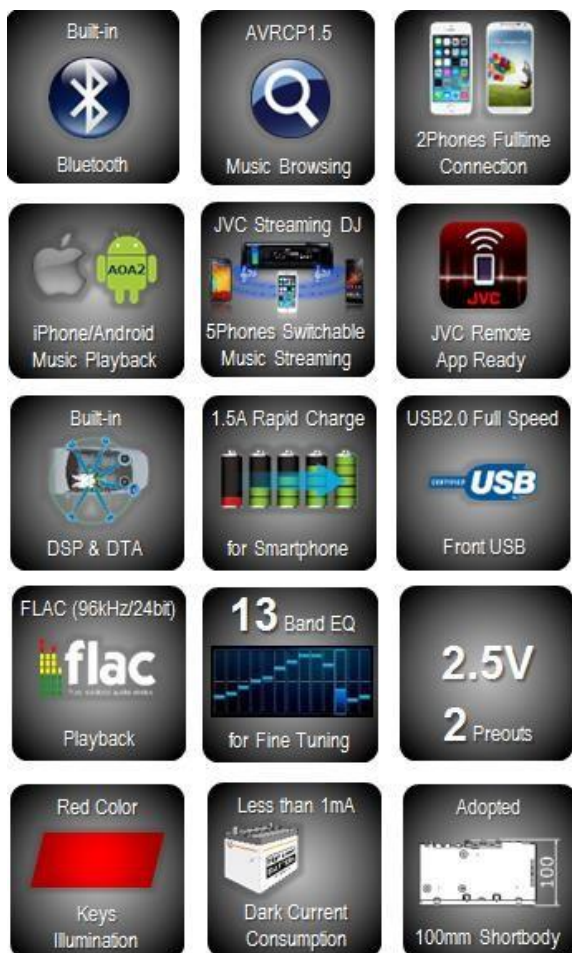 Built-in
Bluetooth
AVRCP1.5
Music Browsing
2Phones Fulltime
Connection
AOA2
iPhone/Android
Music Playback
JVC Streaming DJ
5Phones Switchable
Music Streaming
JVC
JVC Remote
App Ready
Built-in
DSP & DTA
1.5A Rapid Charge
for Smartphone
USB2.0 Full Speed
CERTIFIED USB
Front USB
FLAC (96kHz/24bit)
flac
Playback
13 Band EQ
for Fine Tuning
2.5V
2 Preouts
Red Color
Keys
Illumination
Less than 1mA
Dark Current
Consumption
Adopted
100
100mm Shortbody